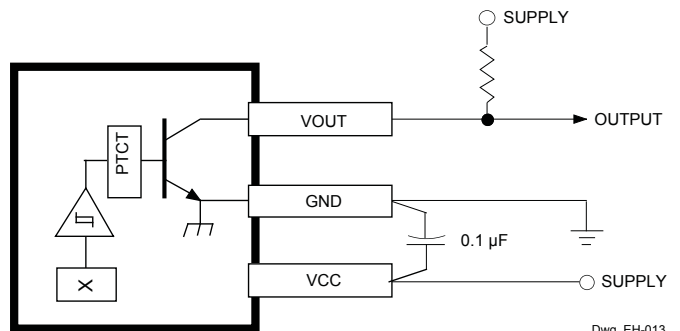 SUPPLY
VOUT
OUTPUT
PTCT
GND
0.1 µF
X
VCC
SUPPLY
Dwg. EH-013